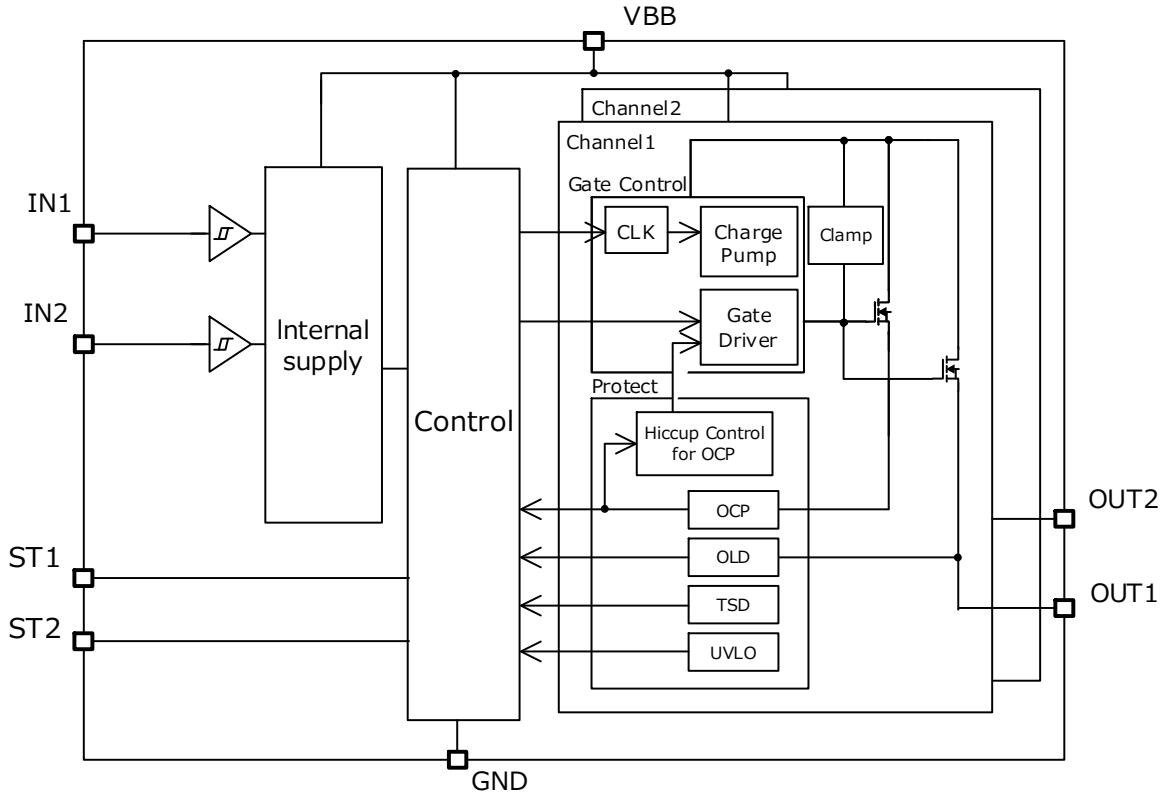 VBB
Channel2
Channel1
IN1
Gate Control
CLK
Charge
Pump
Clamp
IN2
Internal
supply
Gate
Driver
Protect
Control
Hiccup Control
for OCP
OCP
OUT2
OLD
ST1
OUT1
TSD
ST2
UVLO
GND